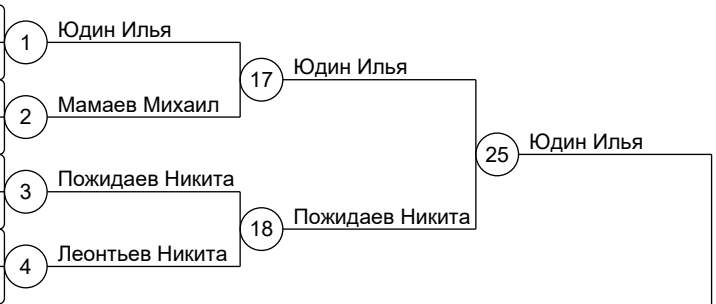 1 Юдин Илья
17 Юдин Илья
2 Мамаев Михаил
25 Юдин Илья
3 Пожидаев Никита
18 Пожидаев Никита
4 Леонтьев Никита